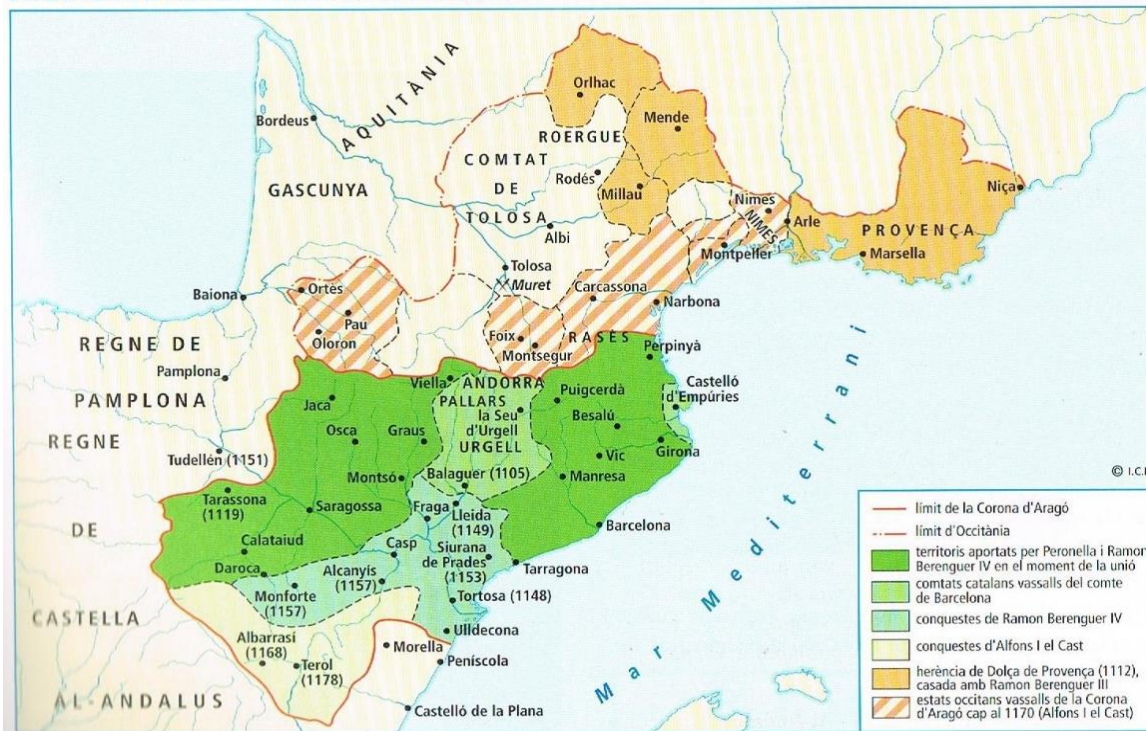 Bordeus
AQUITÀNIA
GASCUNYA
Orlhac
Mende
ROERGUE
COMTAT
DE
TOLOSA
Rodés
Millau
Albi
Nimes
NIMES
Arle
Niça
PROVENÇA
Marsella
Montpeller
Tolosa
Muret
Carcassona
Narbona
Baiona
Ortès
Pau
Oloron
Foix
Montsegur
RASÈS
REGNE DE
PAMPLONA
Pamplona
Perpinyà
Viella
ANDORRA
PALLARS
la Seu
d'Urgell
URGELL
Puigcerdà
Castelló
d'Empúries
Besalú
Jaca
Osca
Graus
Vic
Girona
REGNE
DE
CASTELLA
Tudellén (1151)
Montsó
Balaguer (1105)
Manresa
Tarassona
(1119)
Saragossa
Fraga
Lleida
(1149)
Barcelona
Calataiud
Casp
Siurana
de Prades
(1153)
Tarragona
Daroca
Alcanyís
(1157)
Monforte
(1157)
Tortosa (1148)
Ulldecona
Albarrasí
(1168)
Terol
(1178)
Morella
Peníscola
AL-ANDALUS
Castelló de la Plana
Mar Mediterrani
límit de la Corona d'Aragó
límit d'Occitània
territoris aportats per Peronella i Ramon
Berenguer IV en el moment de la unió
comtats catalans vassalls del comte
de Barcelona
conquestes de Ramon Berenguer IV
conquestes d'Alfons I el Cast
herència de Dolça de Provença (1112),
casada amb Ramon Berenguer III
estats occitans vassalls de la Corona
d'Aragó cap al 1170 (Alfons I el Cast)